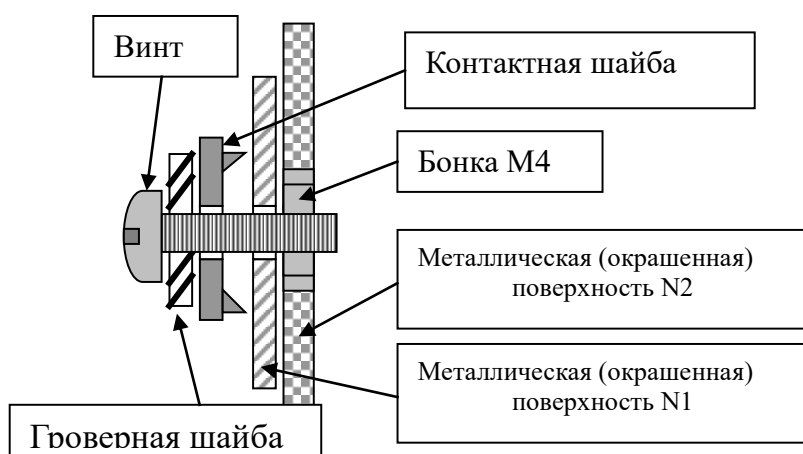 Винт
Контактная шайба
Бонка М4
Металлическая (окрашенная)
поверхность N2
Металлическая (окрашенная)
поверхность N1
Гроверная шайба